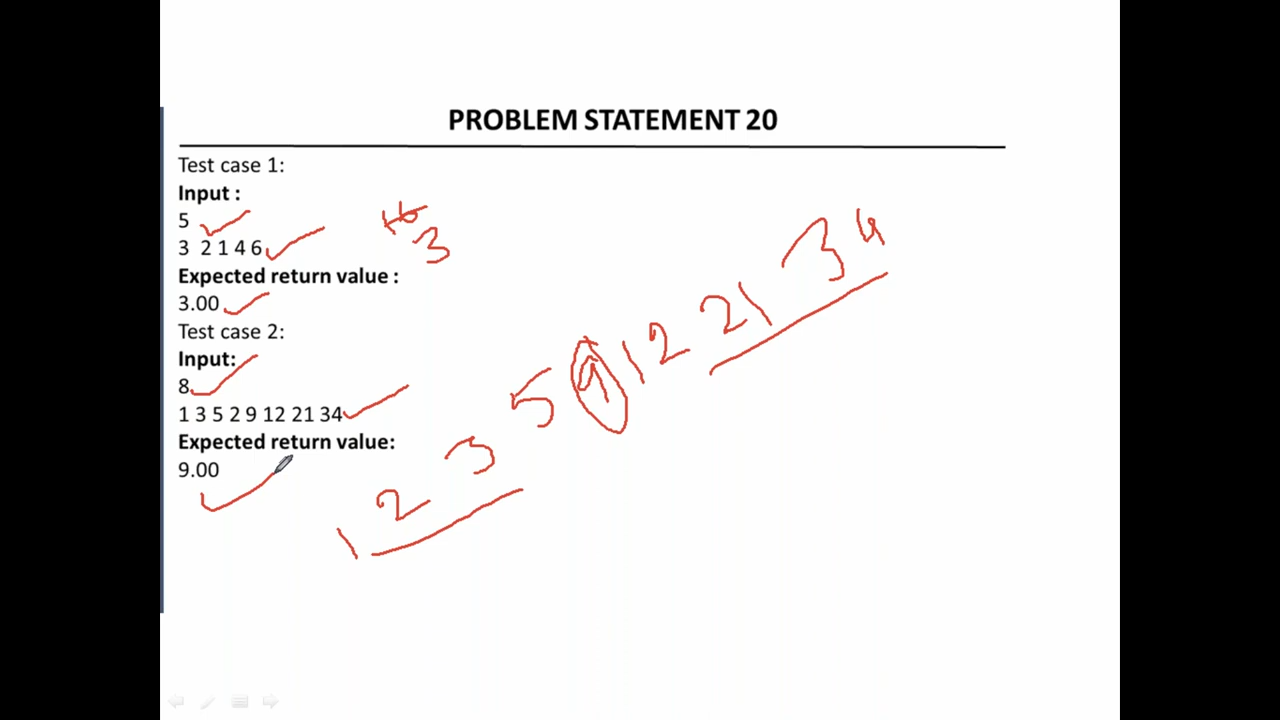 PROBLEM STATEMENT 20
Test case 1:
Input :
5
3 2 1 4 6
Expected return value :
3.00
Test case 2:
Input:
8
1 3 5 2 9 12 21 34
Expected return value:
9.00
3
1 2 3 5 9 12 21 34